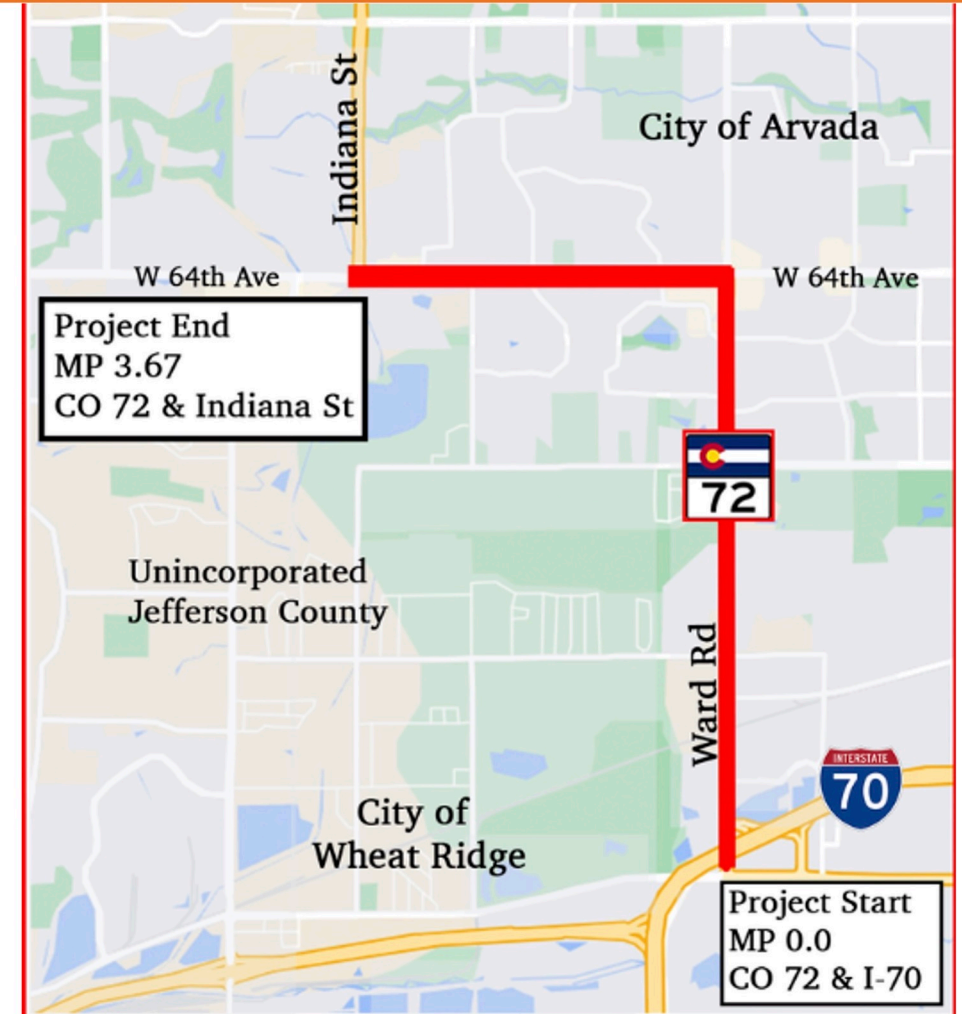 Indiana St
City of Arvada
W 64th Ave
W 64th Ave
Project End
MP 3.67
CO 72 & Indiana St
72
Unincorporated
Jefferson County
Ward Rd
INTERSTATE
70
City of
Wheat Ridge
Project Start
MP 0.0
CO 72 & I-70